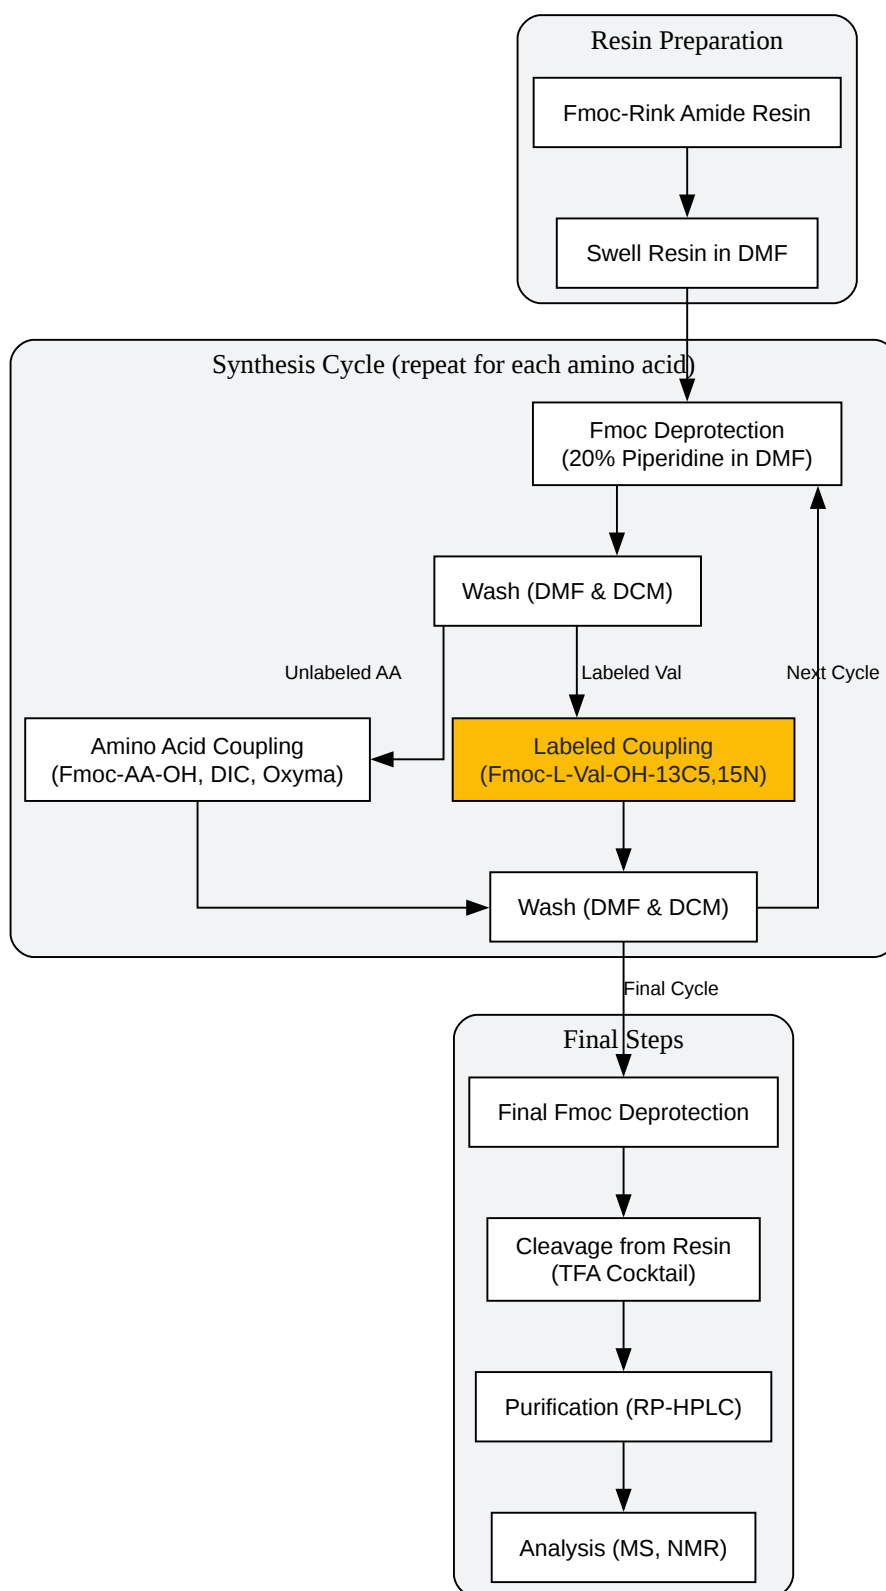 Resin Preparation
Fmoc-Rink Amide Resin
Swell Resin in DMF
Synthesis Cycle (repeat for each amino acid)
Fmoc Deprotection
(20% Piperidine in DMF)
Wash (DMF & DCM)
Unlabeled AA
Labeled Val
Next Cycle
Amino Acid Coupling
(Fmoc-AA-OH, DIC, Oxyma)
Labeled Coupling
(Fmoc-L-Val-OH-13C5,15N)
Wash (DMF & DCM)
Final Cycle
Final Steps
Final Fmoc Deprotection
Cleavage from Resin
(TFA Cocktail)
Purification (RP-HPLC)
Analysis (MS, NMR)